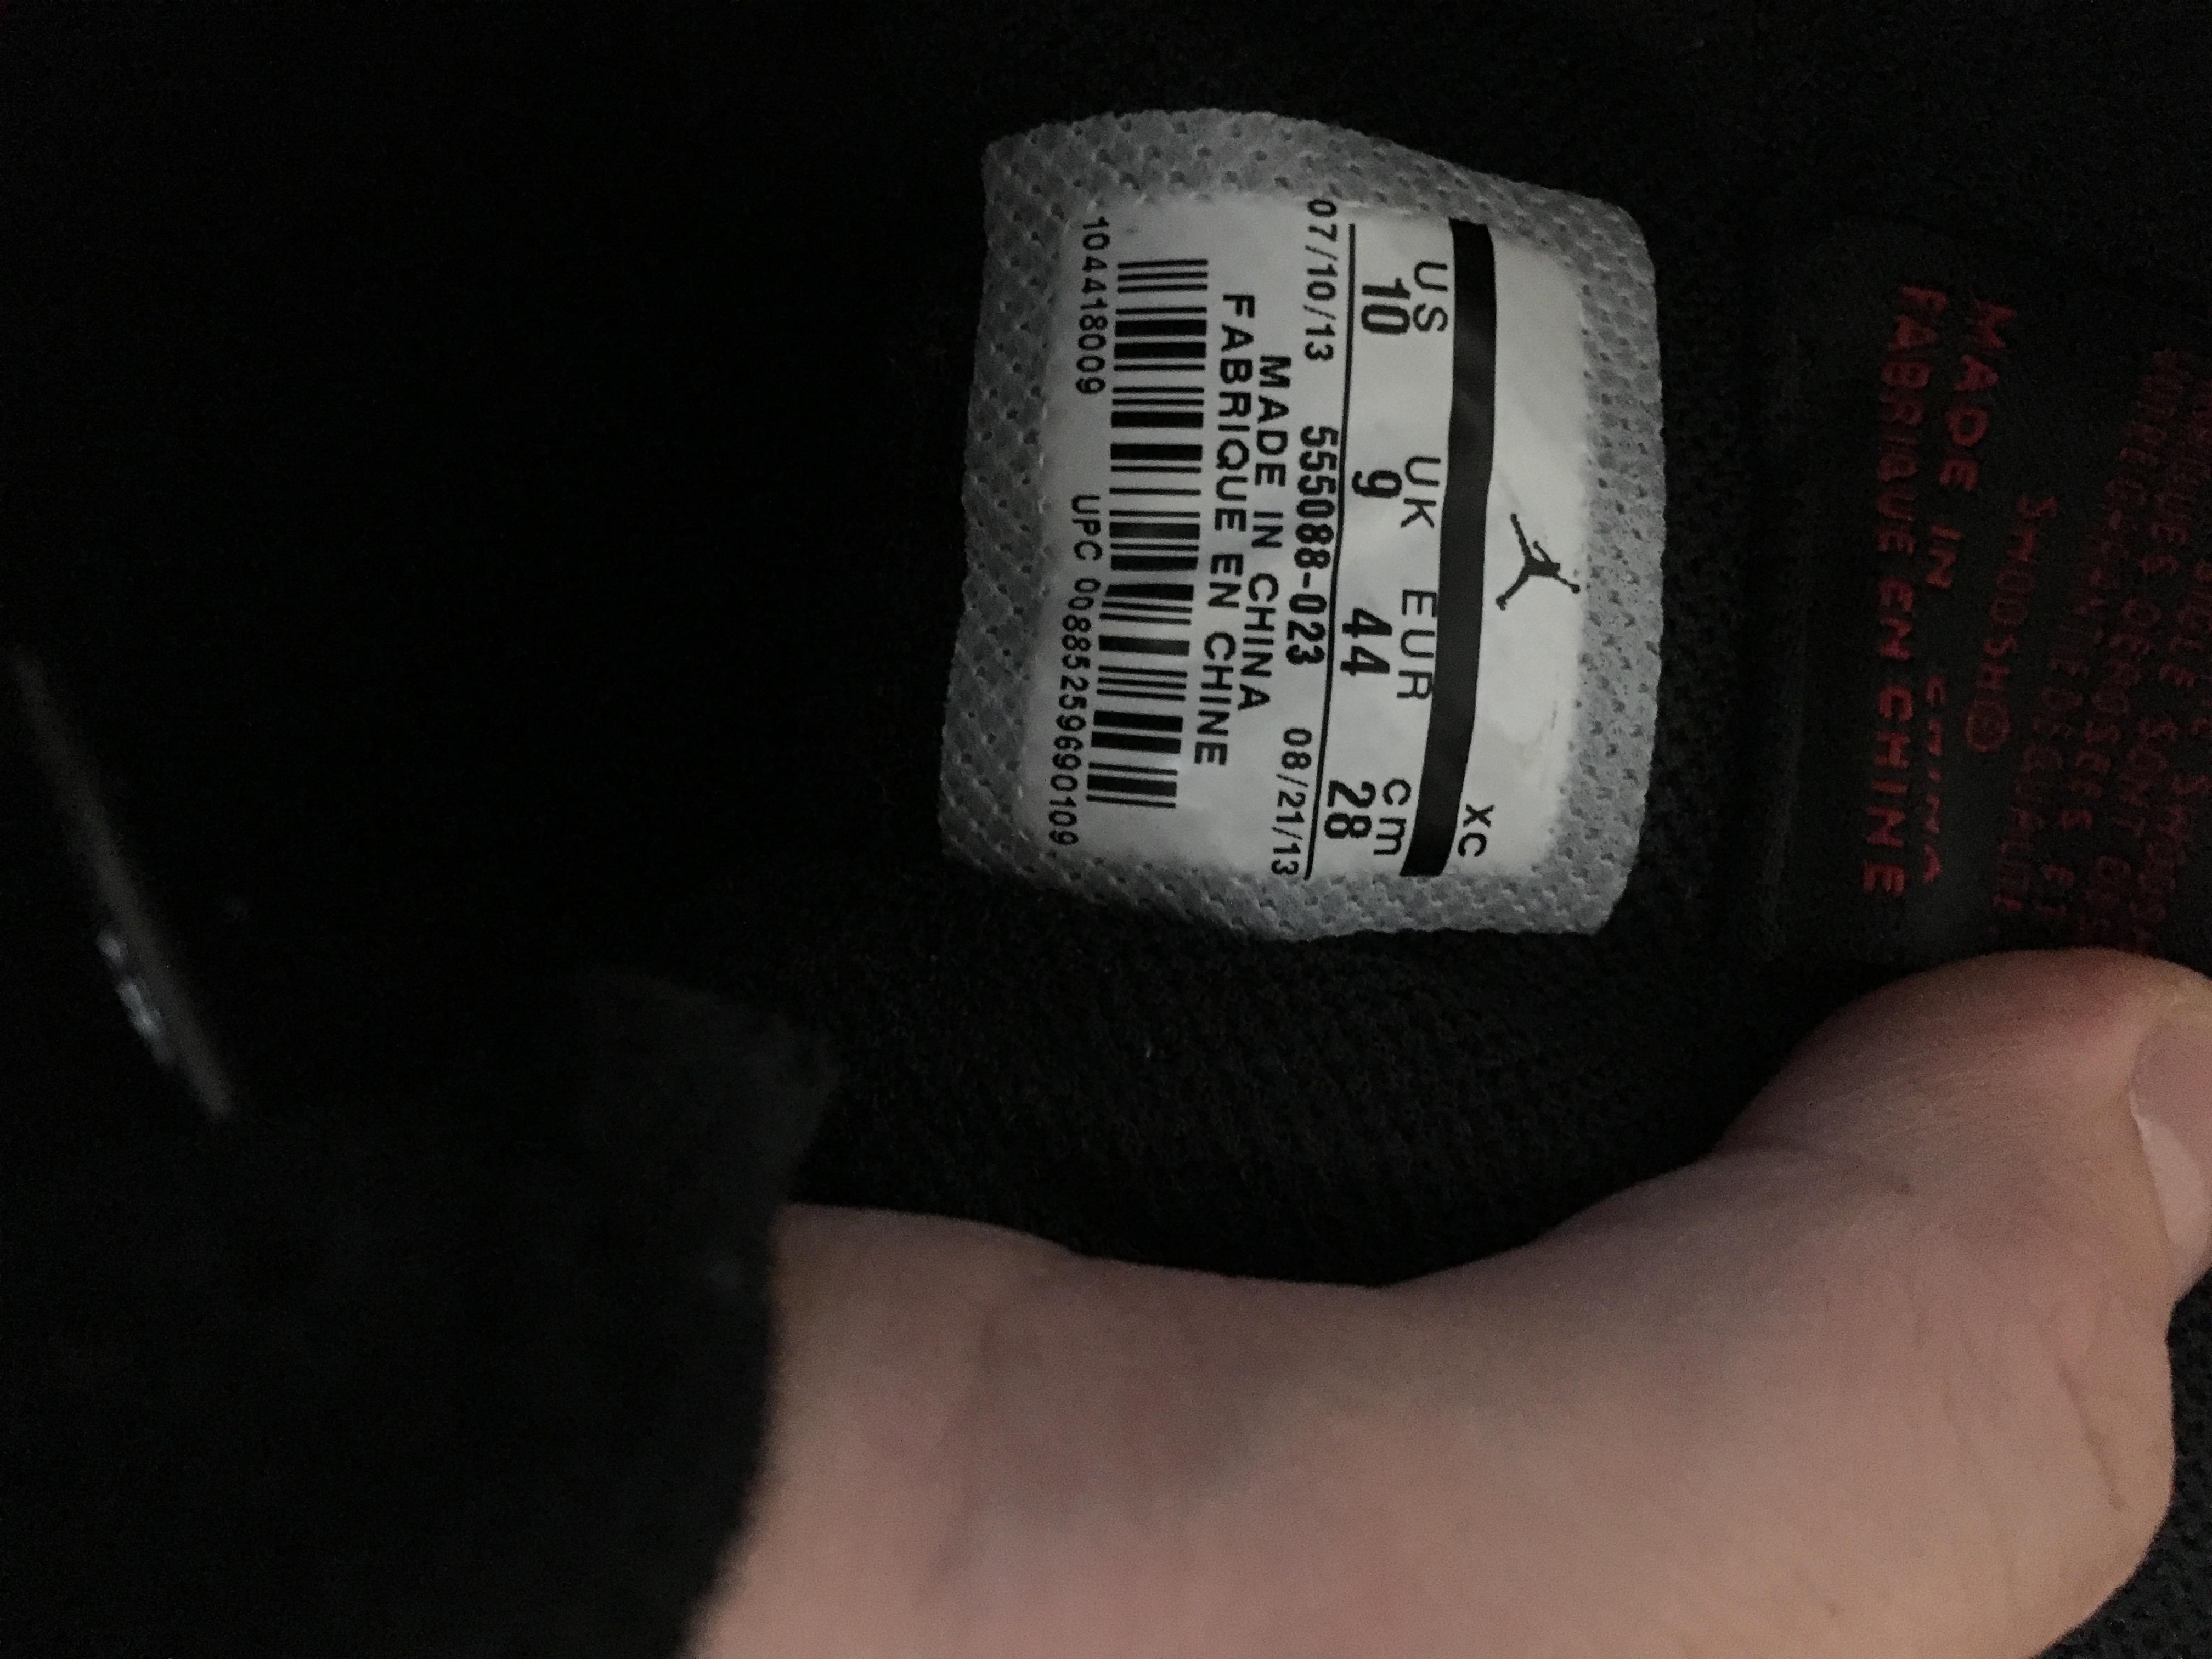 XC
US UK EUR cm
10 9 44 28
07/10/13 555088-023 08/21/13
MADE IN CHINA
FABRIQUE EN CHINE
1044418009 UPC 00885259690109
MADE IN CHINA
FABRIQUE EN CHINE